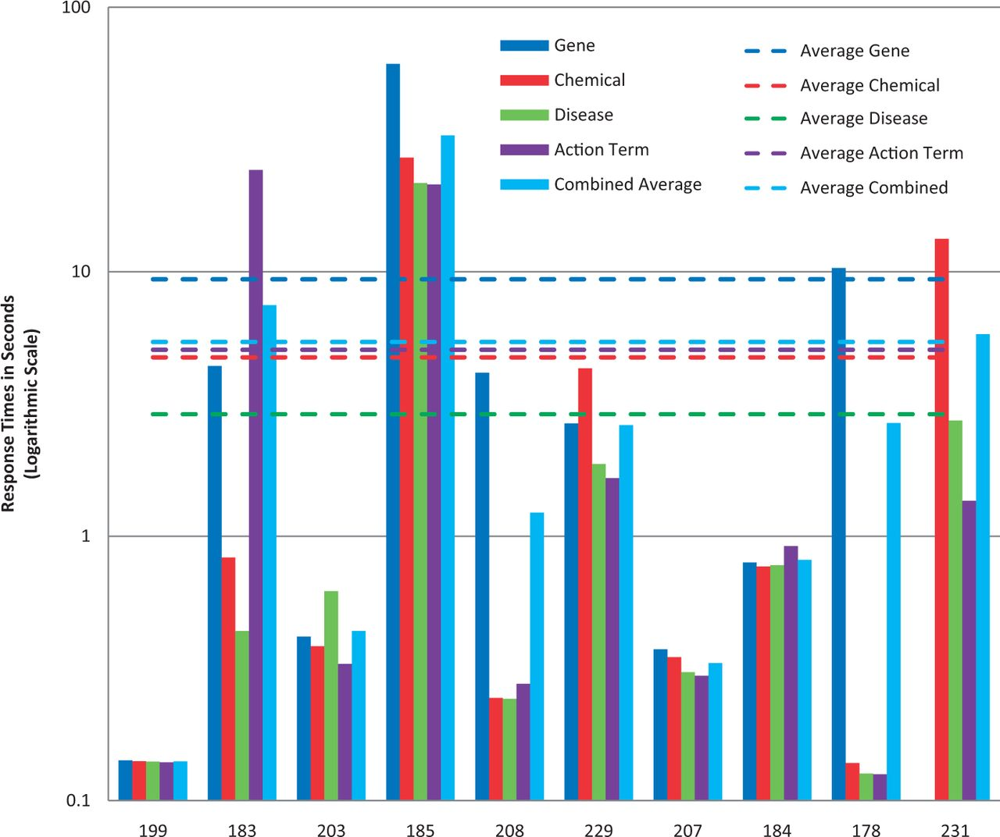 100
10
1
0.1
Response Times in Seconds
(Logarithmic Scale)
Gene
Chemical
Disease
Action Term
Combined Average
Average Gene
Average Chemical
Average Disease
Average Action Term
Average Combined
199 183 203 185 208 229 207 184 178 231